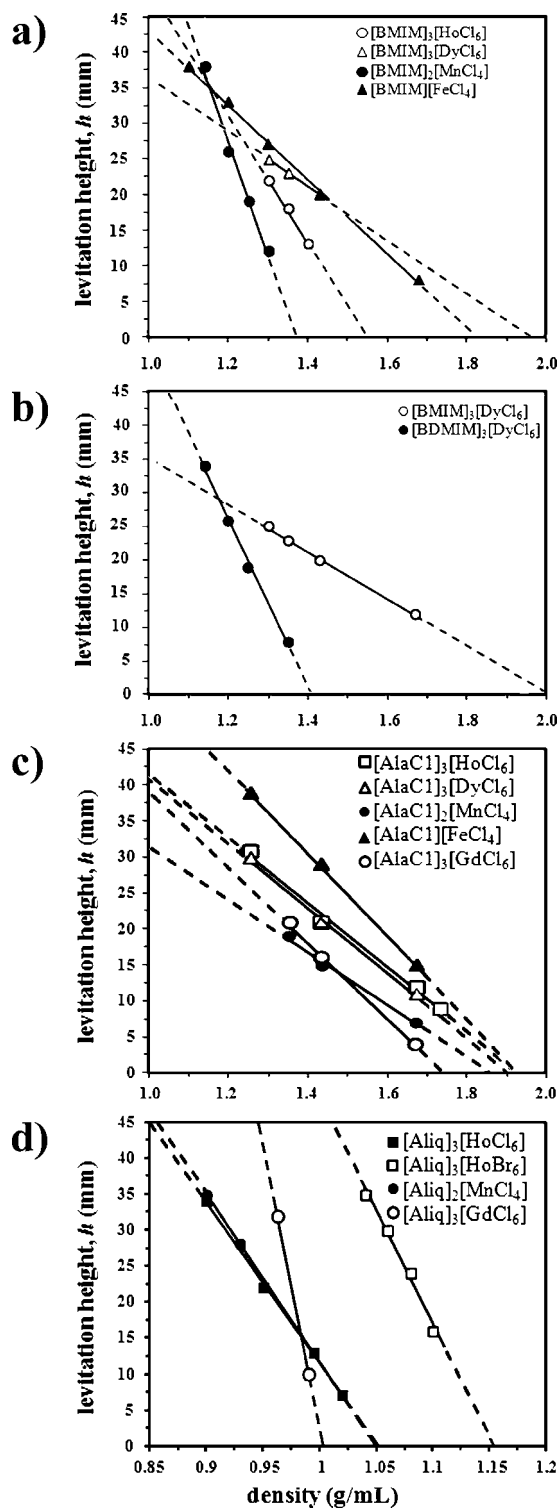 a)
[BMIM]₃[HoCl₆]
[BMIM]₃[DyCl₆]
[BMIM]₂[MnCl₄]
[BMIM][FeCl₄]
levitation height, h (mm)
45
40
35
30
25
20
15
10
5
0
1.0 1.2 1.4 1.6 1.8 2.0
b)
[BMIM]₃[DyCl₆]
[BDMIM]₃[DyCl₆]
levitation height, h (mm)
45
40
35
30
25
20
15
10
5
0
1.0 1.2 1.4 1.6 1.8 2.0
c)
[AlaC1]₃[HoCl₆]
[AlaC1]₃[DyCl₆]
[AlaC1]₂[MnCl₄]
[AlaC1][FeCl₄]
[AlaC1]₃[GdCl₆]
levitation height, h (mm)
45
40
35
30
25
20
15
10
5
0
1.0 1.2 1.4 1.6 1.8 2.0
d)
[Aliq]₃[HoCl₆]
[Aliq]₃[HoBr₆]
[Aliq]₂[MnCl₄]
[Aliq]₃[GdCl₆]
levitation height, h (mm)
45
40
35
30
25
20
15
10
5
0
0.85 0.9 0.95 1 1.05 1.1 1.15 1.2
density (g/mL)